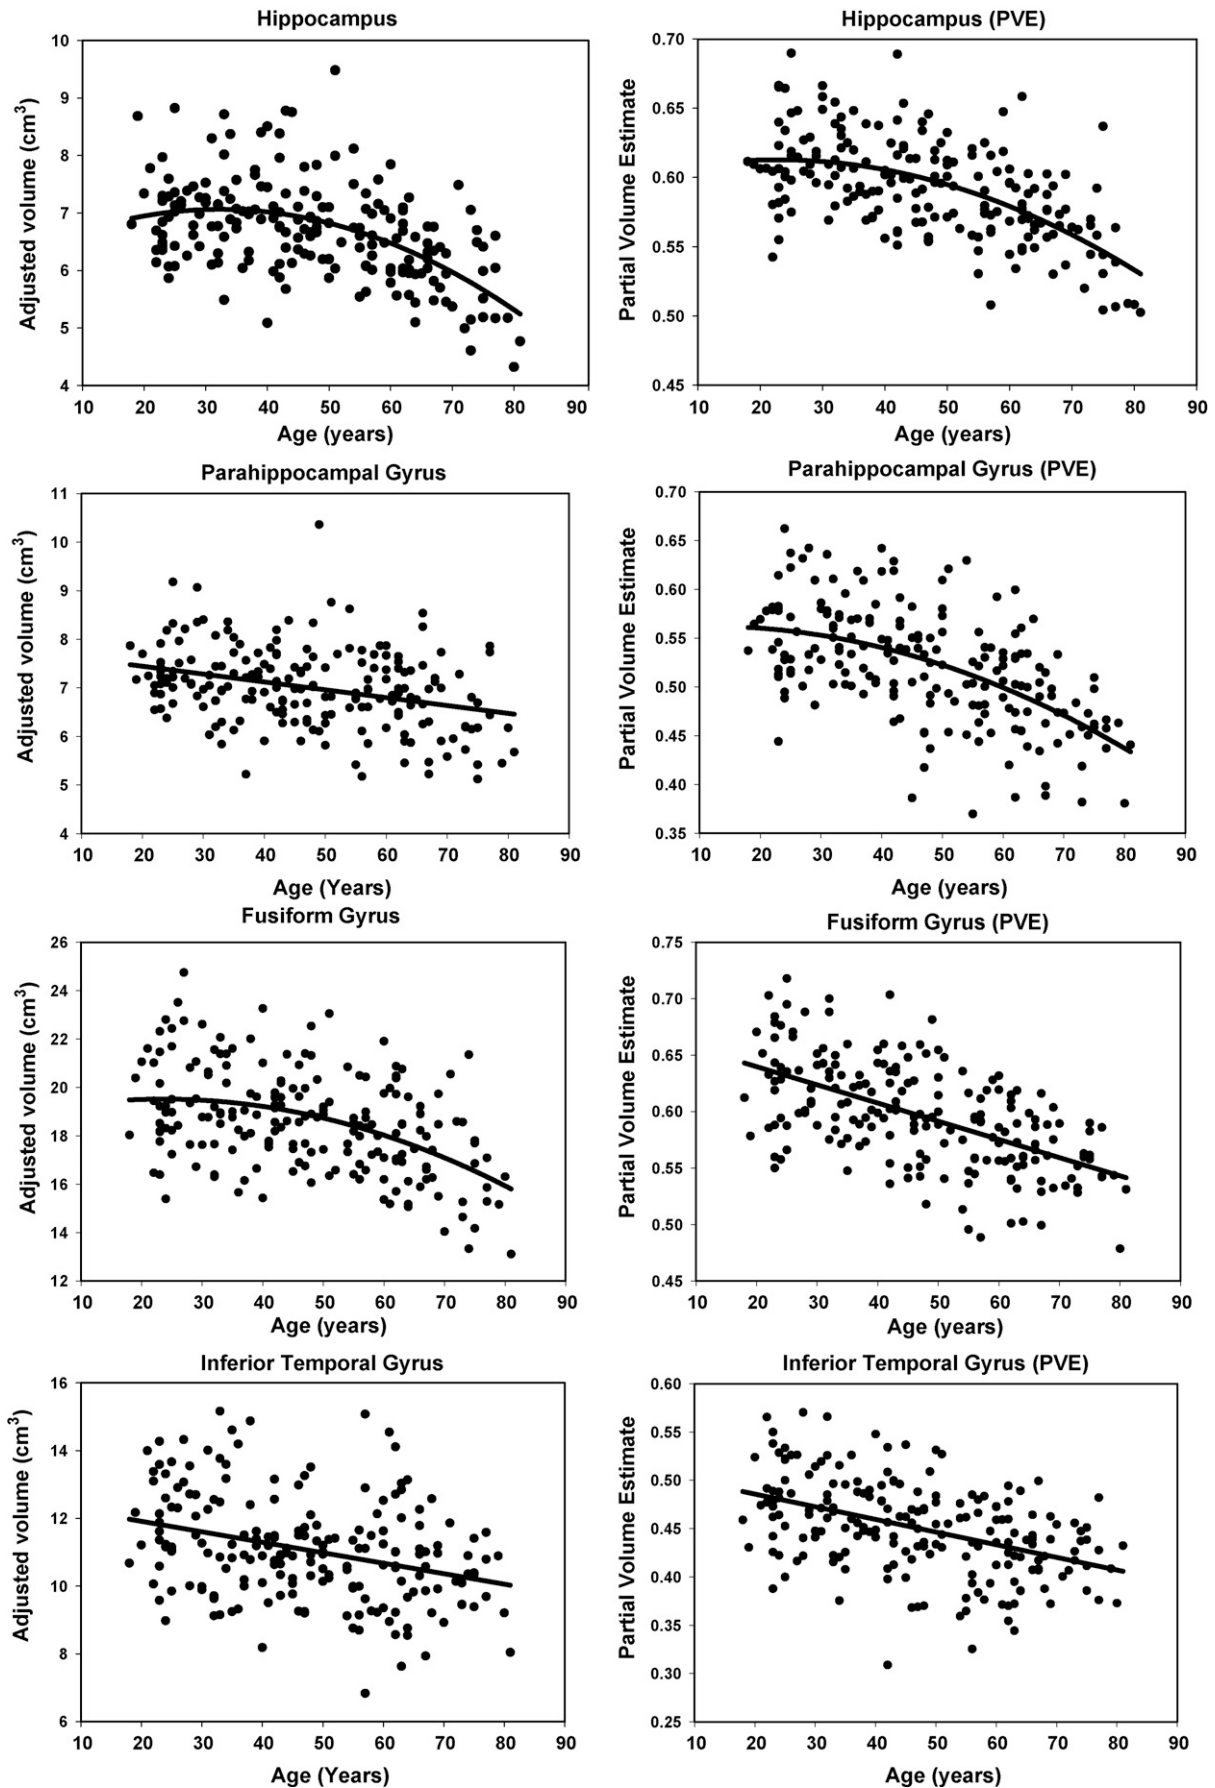 Hippocampus
Adjusted volume (cm³)
10
9
8
7
6
5
4
10 20 30 40 50 60 70 80 90
Age (years)
Hippocampus (PVE)
Partial Volume Estimate
0.70
0.65
0.60
0.55
0.50
0.45
10 20 30 40 50 60 70 80 90
Age (years)
Parahippocampal Gyrus
Adjusted volume (cm³)
11
10
9
8
7
6
5
4
10 20 30 40 50 60 70 80 90
Age (Years)
Parahippocampal Gyrus (PVE)
Partial Volume Estimate
0.70
0.65
0.60
0.55
0.50
0.45
0.40
0.35
10 20 30 40 50 60 70 80 90
Age (years)
Fusiform Gyrus
Adjusted volume (cm³)
26
24
22
20
18
16
14
12
10 20 30 40 50 60 70 80 90
Age (years)
Fusiform Gyrus (PVE)
Partial Volume Estimate
0.75
0.70
0.65
0.60
0.55
0.50
0.45
10 20 30 40 50 60 70 80 90
Age (years)
Inferior Temporal Gyrus
Adjusted volume (cm³)
16
14
12
10
8
6
10 20 30 40 50 60 70 80 90
Age (Years)
Inferior Temporal Gyrus (PVE)
Partial Volume Estimate
0.60
0.55
0.50
0.45
0.40
0.35
0.30
0.25
10 20 30 40 50 60 70 80 90
Age (years)